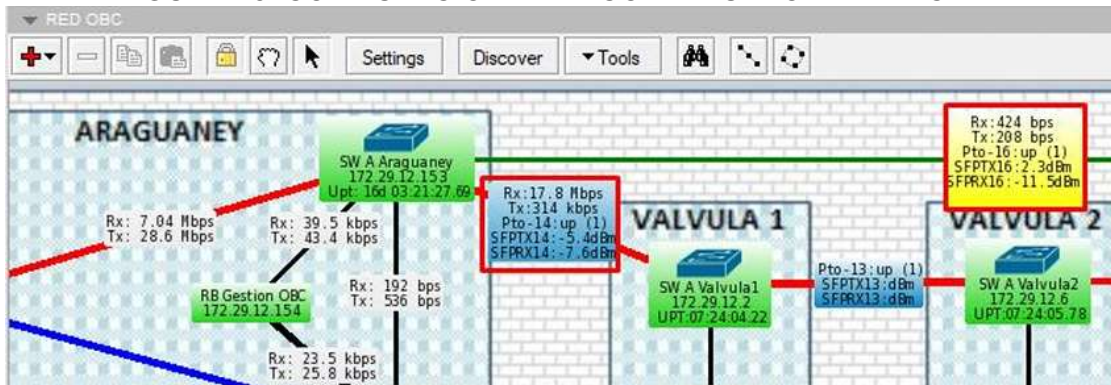 RED OBC
Settings
Discover
Tools
ARAGUANEY
SW A Araguaney
172.29.12.153
Upt: 16d 03:21:27.69
Rx: 7.04 Mbps
Tx: 28.6 Mbps
Rx: 39.5 kbps
Tx: 43.4 kbps
RB Gestion OBC
172.29.12.154
Rx: 192 bps
Tx: 536 bps
Rx: 23.5 kbps
Tx: 25.8 kbps
Rx:17.8 Mbps
Tx:314 kbps
Pto-14:up (1)
SFPTX14:-5.4dBm
SFPRX14:-7.6dBm
VALVULA 1
SW A Valvula1
172.29.12.2
UPT:07:24:04.22
Pto-13:up (1)
SFPTX13:dBm
SFPRX13:dBm
Rx:424 bps
Tx:208 bps
Pto-16:up (1)
SFPTX16:2.3dBm
SFPRX16:-11.5dBm
VALVULA 2
SW A Valvula2
172.29.12.6
UPT:07:24:05.78